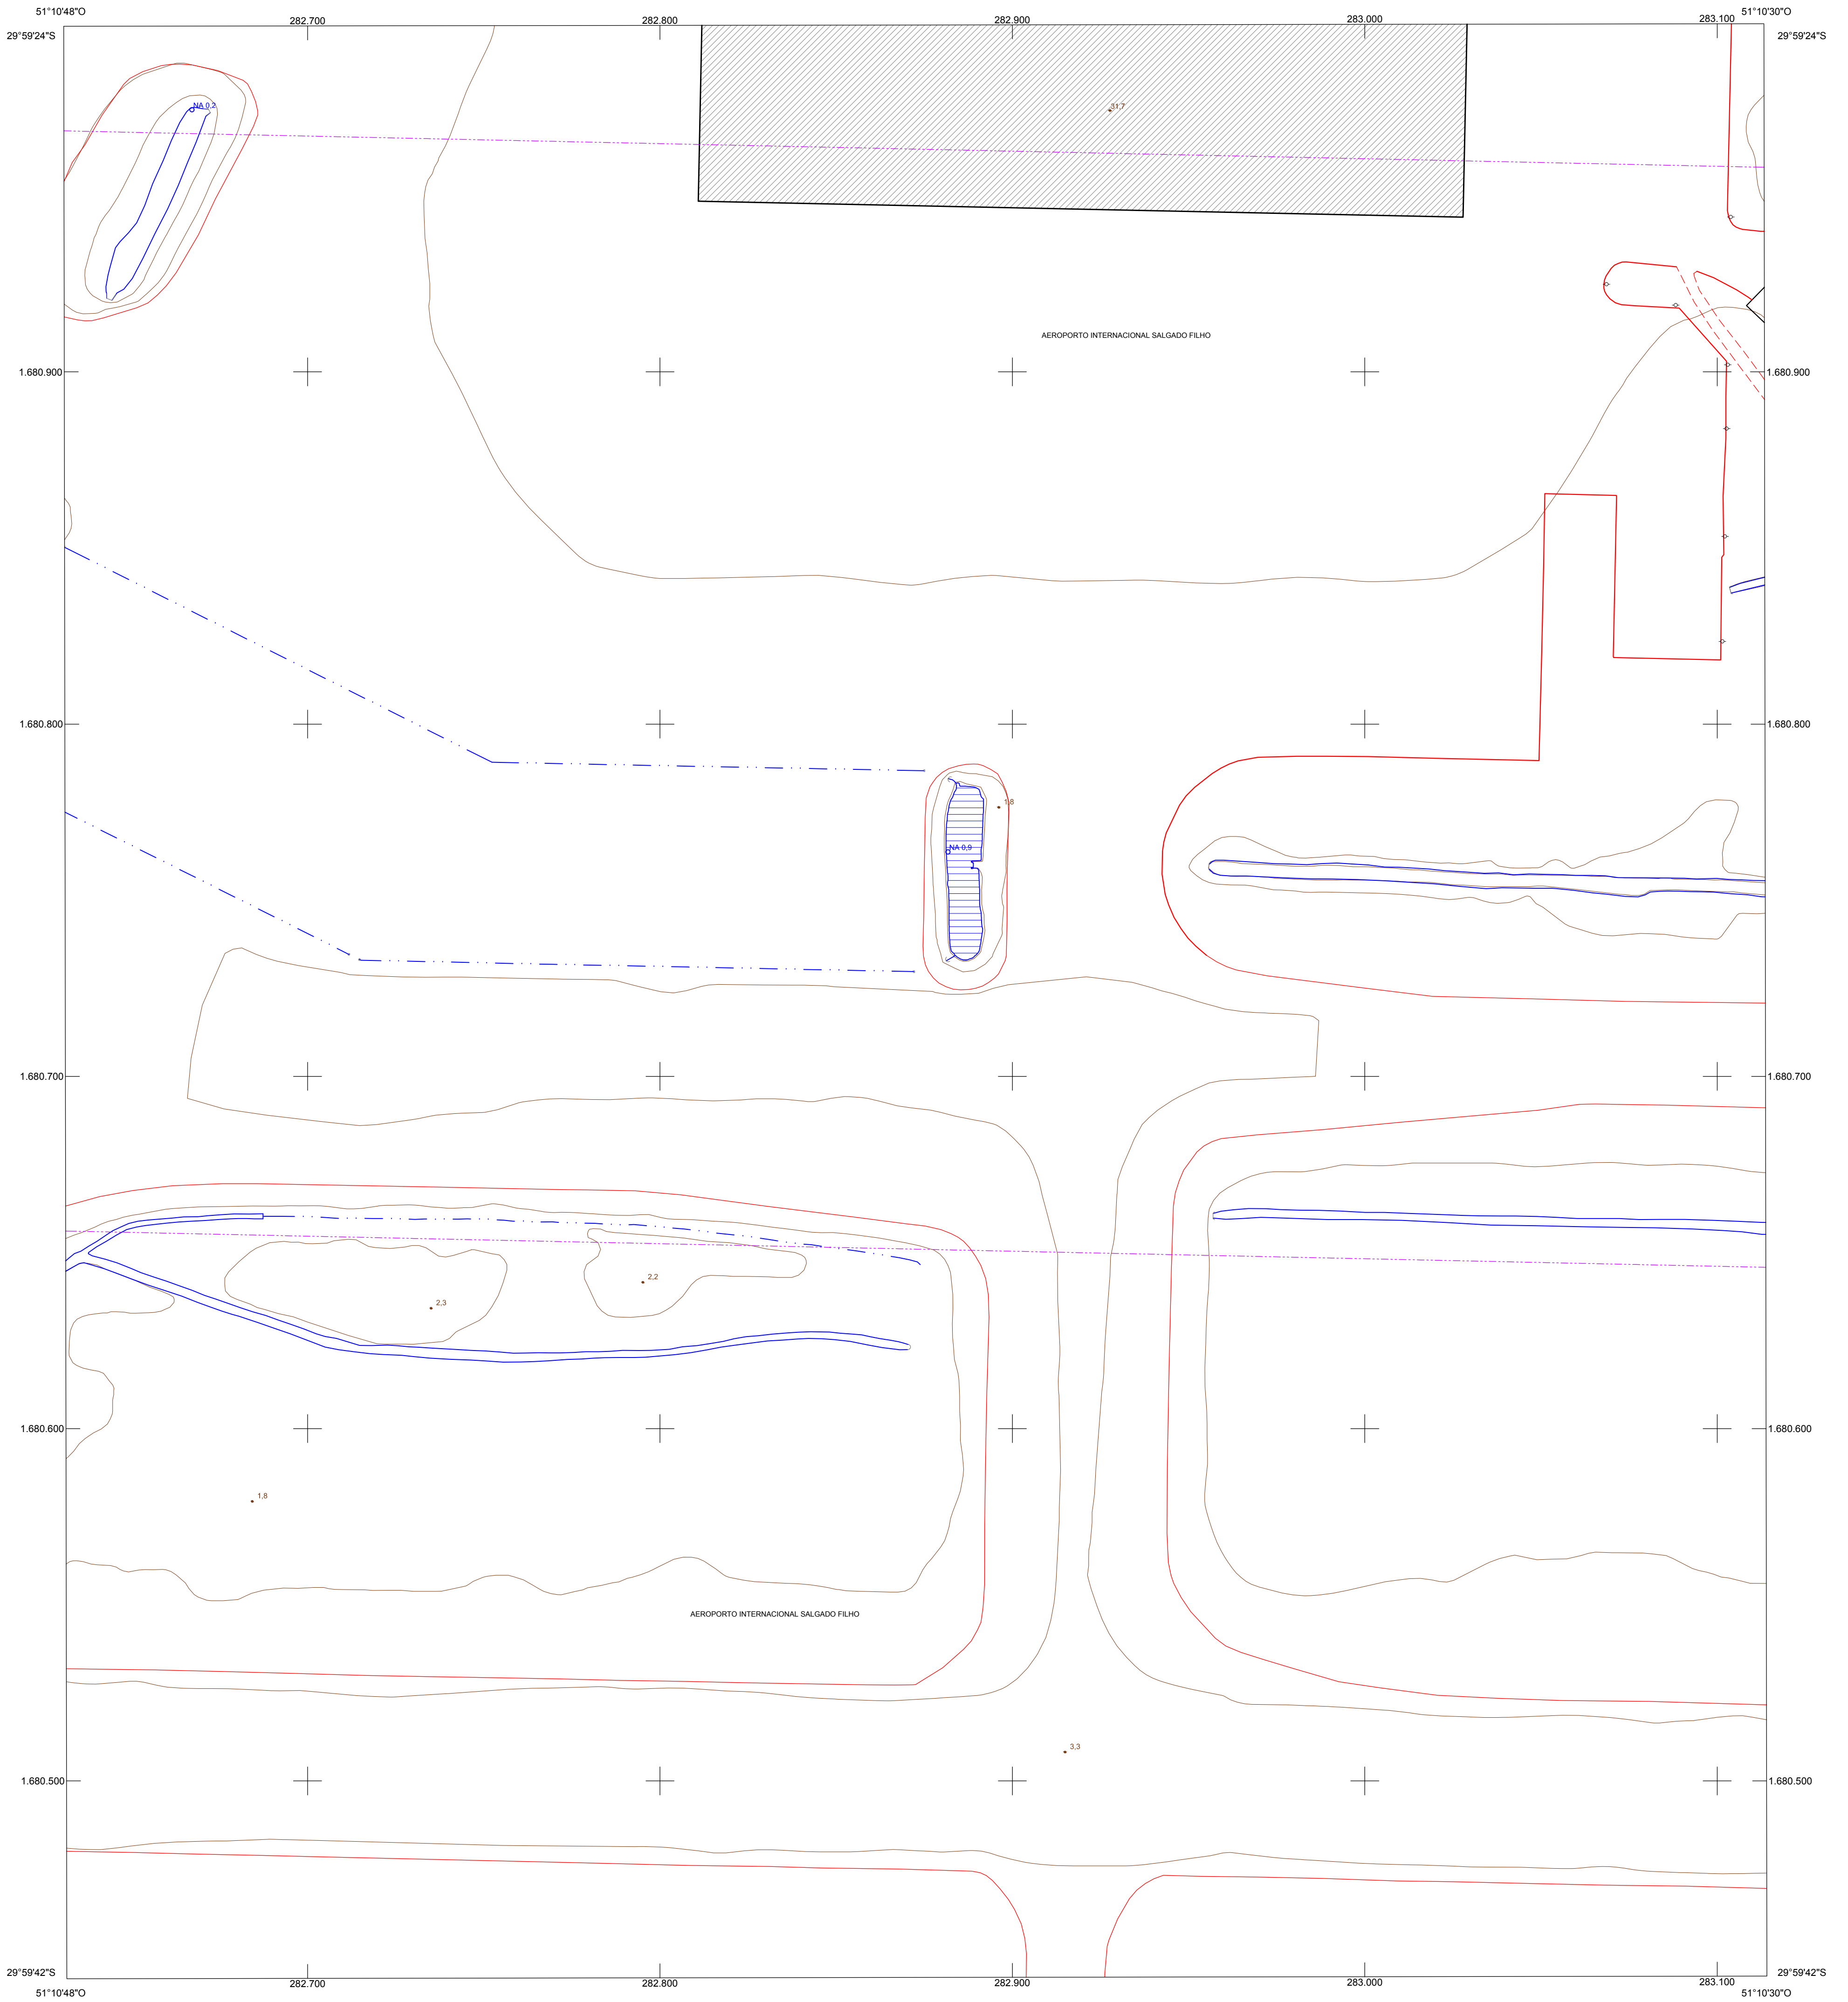 51°10'48"O
282.700
282.800
282.900
283.000
283.100
51°10'30"O
29°59'24"S
29°59'24"S
NA 0,2
31,7
AEROPORTO INTERNACIONAL SALGADO FILHO
1.680.900
1.680.900
1.680.800
1.680.800
1,8
NA 0,9
1.680.700
1.680.700
2,2
2,3
1.680.600
1.680.600
1,8
AEROPORTO INTERNACIONAL SALGADO FILHO
3,3
1.680.500
1.680.500
29°59'42"S
29°59'42"S
282.700
282.800
282.900
283.000
283.100
51°10'48"O
51°10'30"O